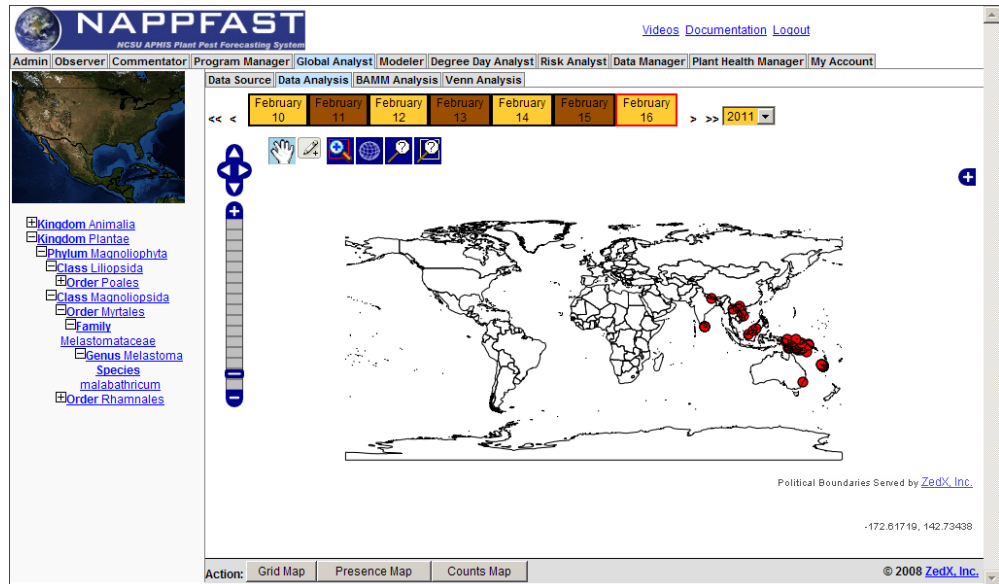 NAPPFAST
NCSU APHIS Plant Pest Forecasting System
Videos Documentation Logout
Admin Observer Commentator Program Manager Global Analyst Modeler Degree Day Analyst Risk Analyst Data Manager Plant Health Manager My Account
Data Source Data Analysis BAMM Analysis Venn Analysis
February February February February February February February
<< < 10 11 12 13 14 15 16 > >> 2011
Kingdom Animalia
Kingdom Plantae
Phylum Magnoliophyta
Class Liliopsida
Order Poales
Class Magnoliopsida
Order Myrtales
Family
Melastomataceae
Genus Melastoma
Species
malabathricum
Order Rhamnales
Political Boundaries Served by ZedX, Inc.
-172.61719, 142.73438
Action: Grid Map Presence Map Counts Map © 2008 ZedX, Inc.